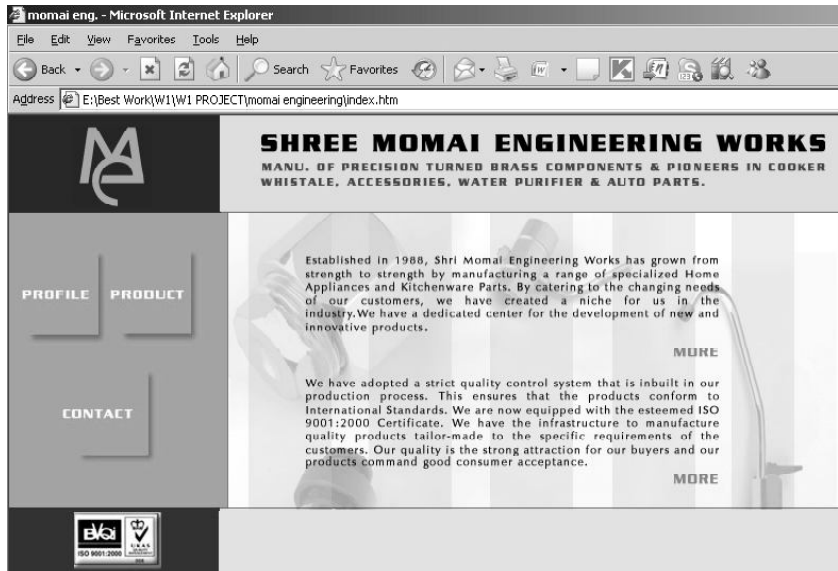 momai eng. - Microsoft Internet Explorer
File Edit View Favorites Tools Help
Back Search Favorites
Address E:\Best Work\W1\W1 PROJECT\momai engineering\index.htm
Me
SHREE MOMAI ENGINEERING WORKS
MANU. OF PRECISION TURNED BRASS COMPONENTS & PIONEERS IN COOKER
WHISTALE, ACCESSORIES, WATER PURIFIER & AUTO PARTS.
PROFILE PRODUCT
CONTACT
Established in 1988, Shri Momai Engineering Works has grown from
strength to strength by manufacturing a range of specialized Home
Appliances and Kitchenware Parts. By catering to the changing needs
of our customers, we have created a niche for us in the
industry.We have a dedicated center for the development of new and
innovative products.
MORE
We have adopted a strict quality control system that is inbuilt in our
production process. This ensures that the products conform to
International Standards. We are now equipped with the esteemed ISO
9001:2000 Certificate. We have the infrastructure to manufacture
quality products tailor-made to the specific requirements of the
customers. Our quality is the strong attraction for our buyers and our
products command good consumer acceptance.
MORE
BVQi
ISO 9001:2000
UKAS
QUALITY
MANAGEMENT